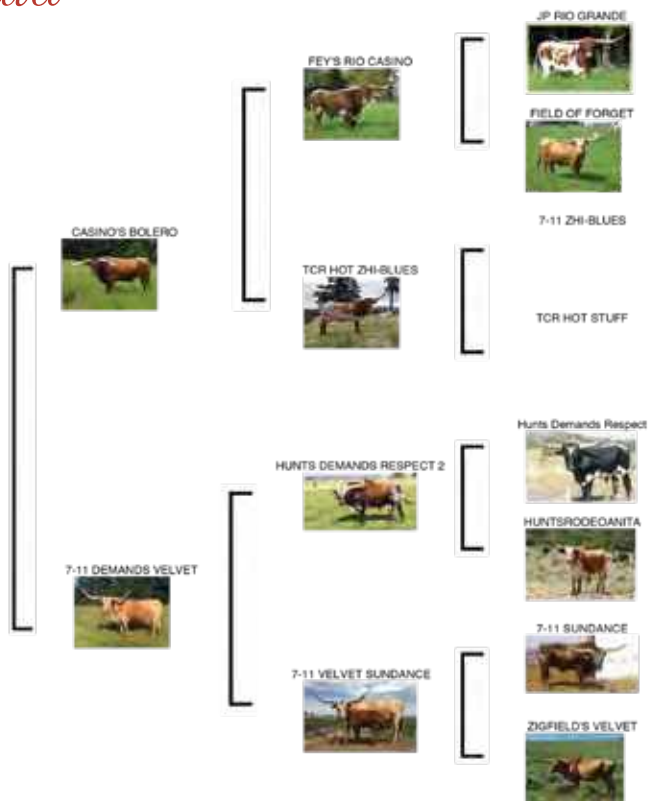 JP RIO GRANDE
FEY'S RIO CASINO
FIELD OF FORGET
7-11 ZHI-BLUES
CASINO'S BOLERO
TCR HOT ZHI-BLUES
TCR HOT STUFF
Hunts Demands Respect
HUNTS DEMANDS RESPECT 2
HUNTSRODEOANITA
7-11 DEMANDS VELVET
7-11 SUNDANCE
7-11 VELVET SUNDANCE
ZIGFIELD'S VELVET